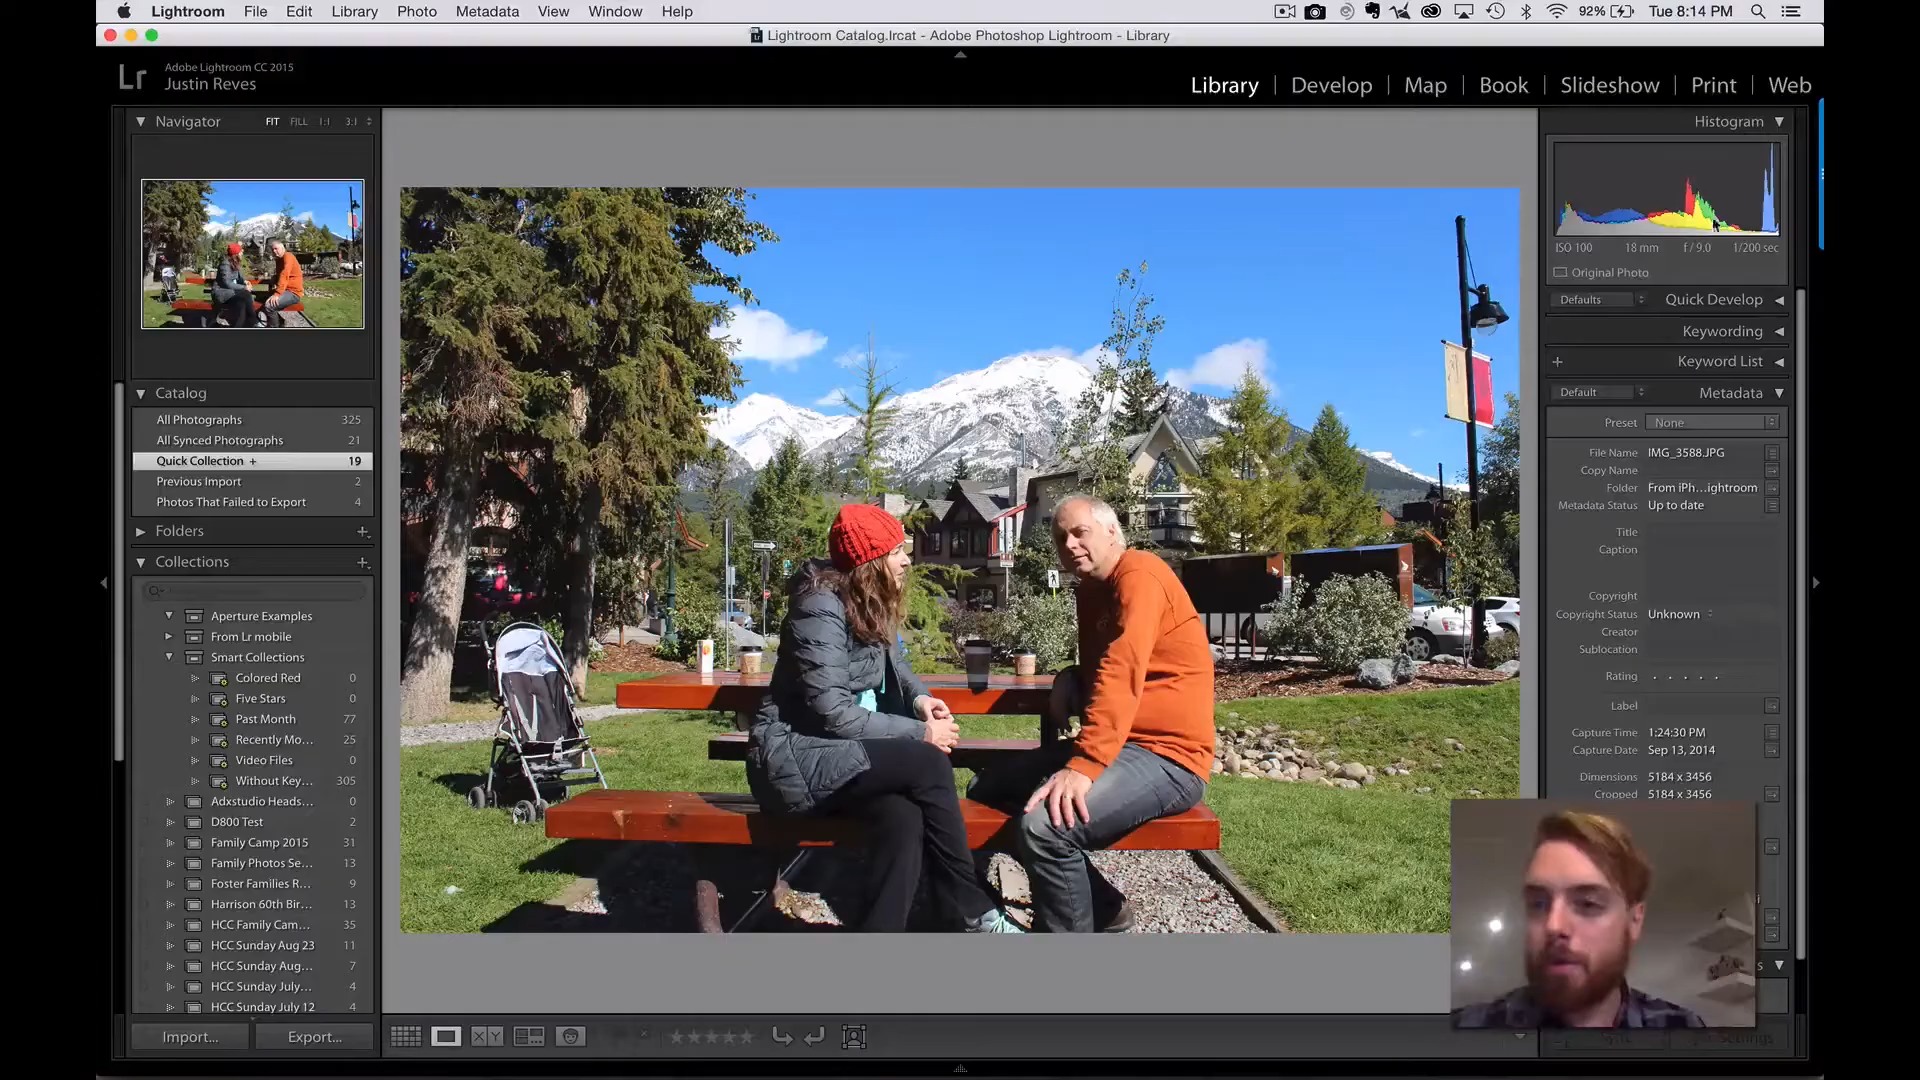 Lightroom File Edit Library Photo Metadata View Window Help 92% Tue 8:14 PM
Lightroom Catalog.lrcat - Adobe Photoshop Lightroom - Library
Lr Adobe Lightroom CC 2015
Justin Reves
Library Develop Map Book Slideshow Print Web
Navigator FIT FILL 1:1 3:1
Catalog
All Photographs 325
All Synced Photographs 21
Quick Collection + 19
Previous Import 2
Photos That Failed to Export 4
Folders
Collections
Aperture Examples
From Lr mobile
Smart Collections
Colored Red 0
Five Stars 0
Past Month 77
Recently Mo... 25
Video Files 0
Without Key... 305
Adxstudio Heads... 0
D800 Test 2
Family Camp 2015 31
Family Photos Se... 13
Foster Families R... 9
Harrison 60th Bir... 13
HCC Family Cam... 35
HCC Sunday Aug 23 11
HCC Sunday Aug... 7
HCC Sunday July... 4
HCC Sunday July 12 4
Import... Export...
XY
Histogram
ISO 100 18 mm f / 9.0 1/200 sec
Original Photo
Defaults Quick Develop
Keywording
Keyword List
Default Metadata
Preset None
File Name IMG_3588.JPG
Copy Name
Folder From iPh...ightroom
Metadata Status Up to date
Title
Caption
Copyright
Copyright Status Unknown
Creator
Sublocation
Rating
Label
Capture Time 1:24:30 PM
Capture Date Sep 13, 2014
Dimensions 5184 x 3456
Cropped 5184 x 3456